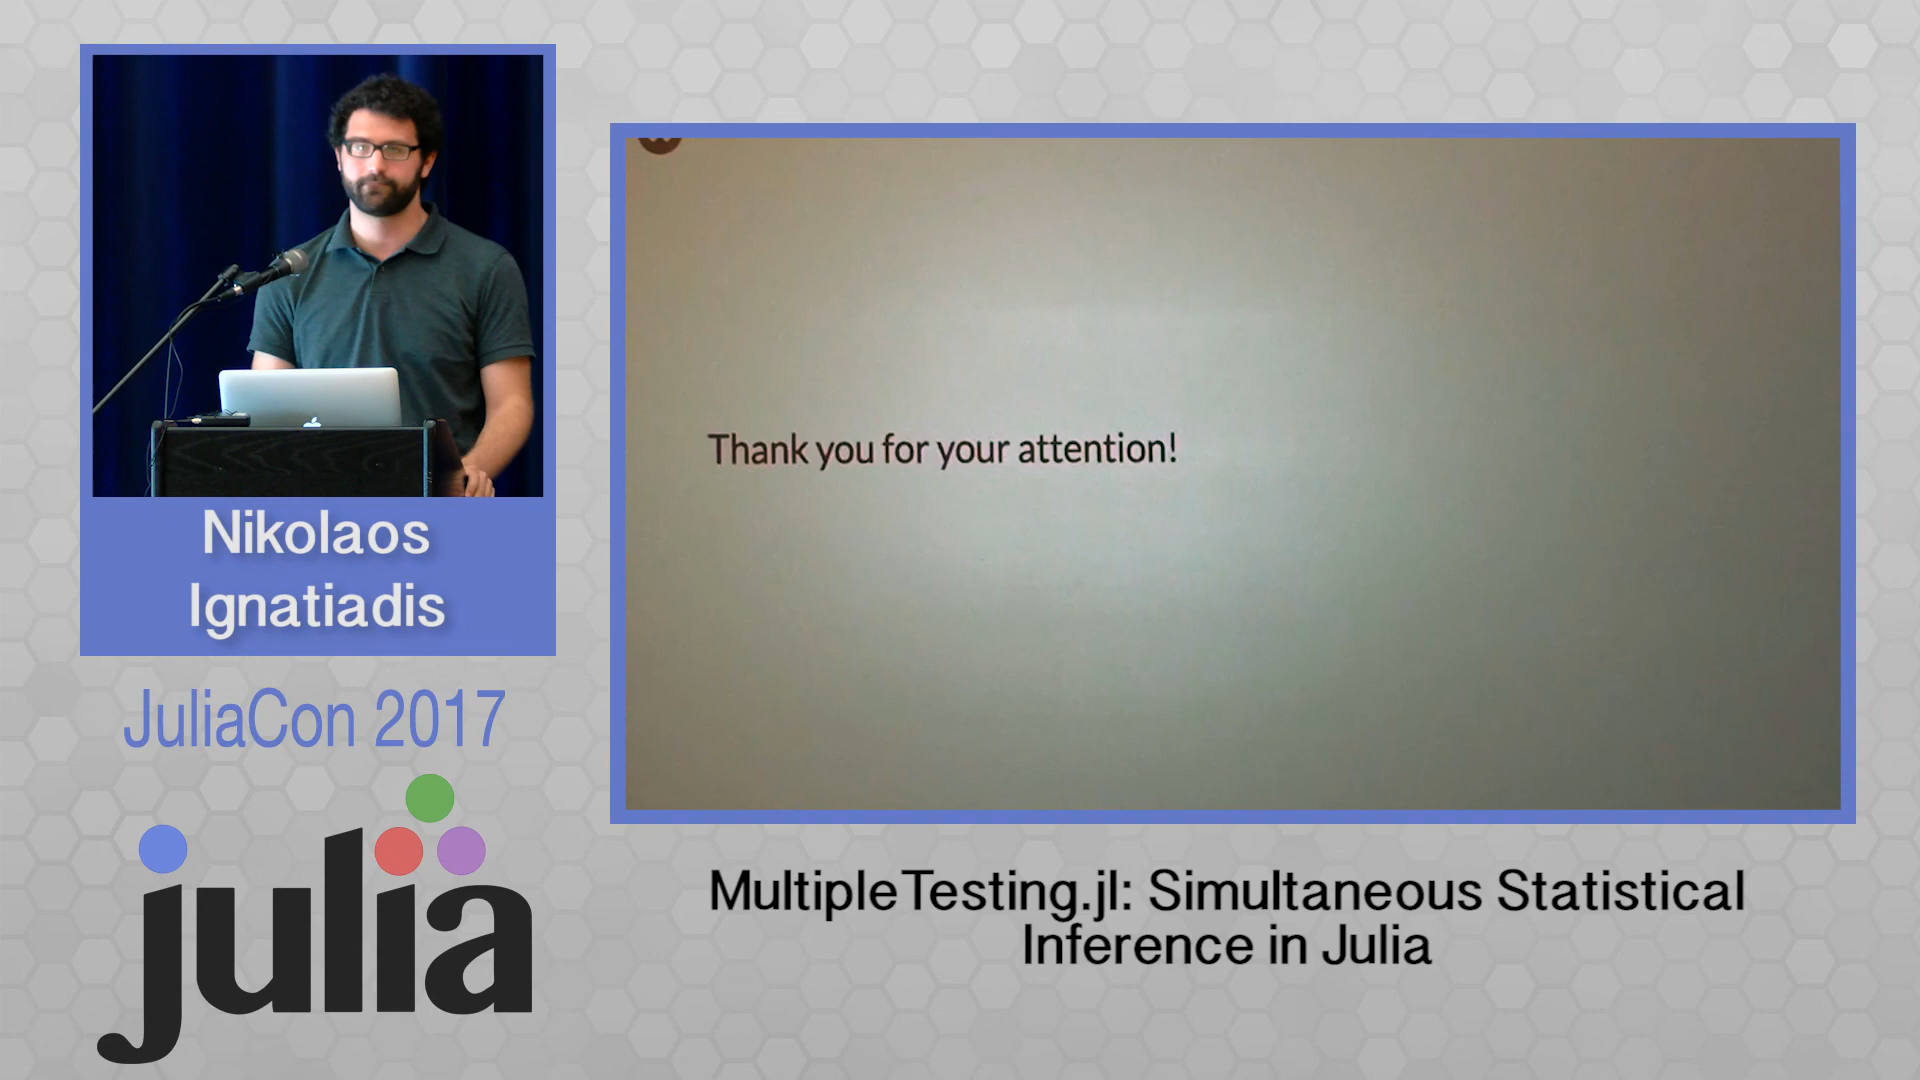 Nikolaos
Ignatiadis
JuliaCon 2017
julia
Thank you for your attention!
MultipleTesting.jl: Simultaneous Statistical
Inference in Julia